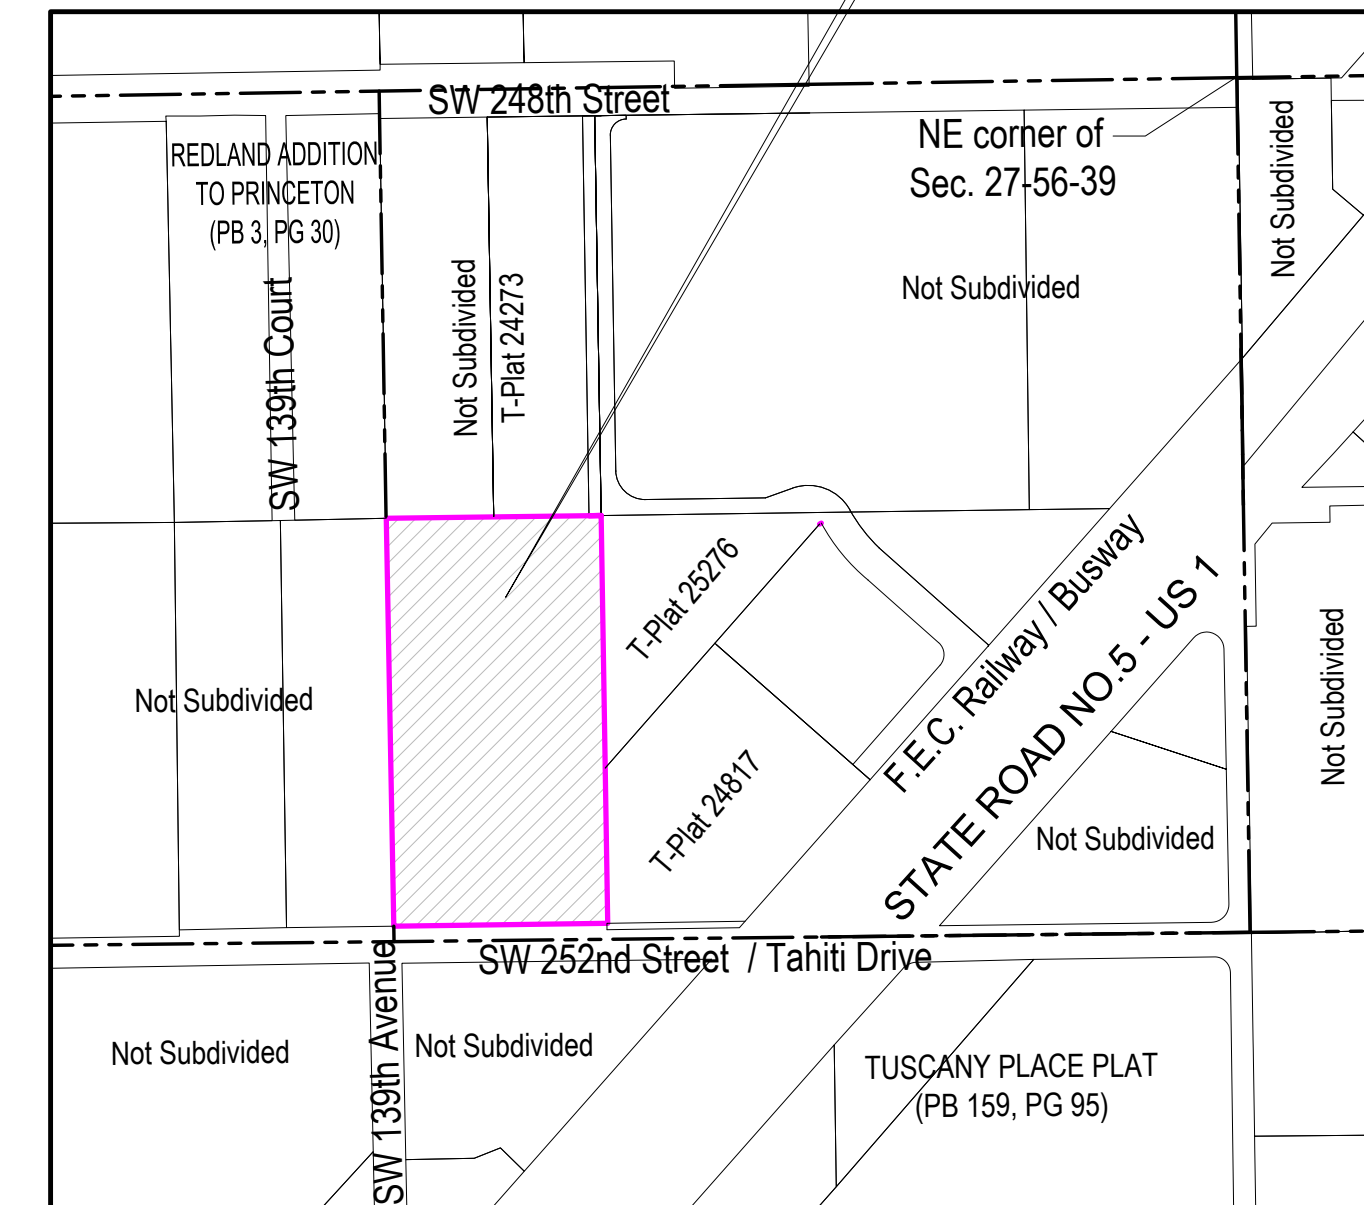 SW 248th Street
NE corner of
Sec. 27-56-39
Not Subdivided
REDLAND ADDITION
TO PRINCETON
(PB 3, PG 30)
SW 139th Court
Not Subdivided
T-Plat 24273
Not Subdivided
T-Plat 25276
F.E.C. Railway / Busway
STATE ROAD NO.5 - US 1
Not Subdivided
Not Subdivided
T-Plat 24817
Not Subdivided
SW 252nd Street / Tahiti Drive
SW 139th Avenue
Not Subdivided
Not Subdivided
TUSCANY PLACE PLAT
(PB 159, PG 95)